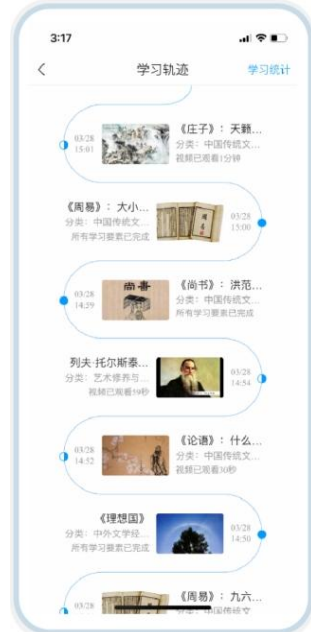 3:17
学习轨迹
学习统计
《庄子》：天籁...
分类：中国传统文...
视频已观看1分钟
03/28
15:01
《周易》：大小...
分类：中国传统文...
所有学习要素已完成
03/28
15:00
《尚书》：洪范...
分类：中国传统文...
所有学习要素已完成
03/28
14:59
尚書
列夫·托尔斯泰...
分类：艺术修养与...
视频已观看59秒
03/28
14:54
《论语》：什么...
分类：中国传统文...
视频已观看30秒
03/28
14:52
《理想国》
分类：中外文学经...
所有学习要素已完成
03/28
14:50
《周易》：九六...
分类：中国传统文...
03/28